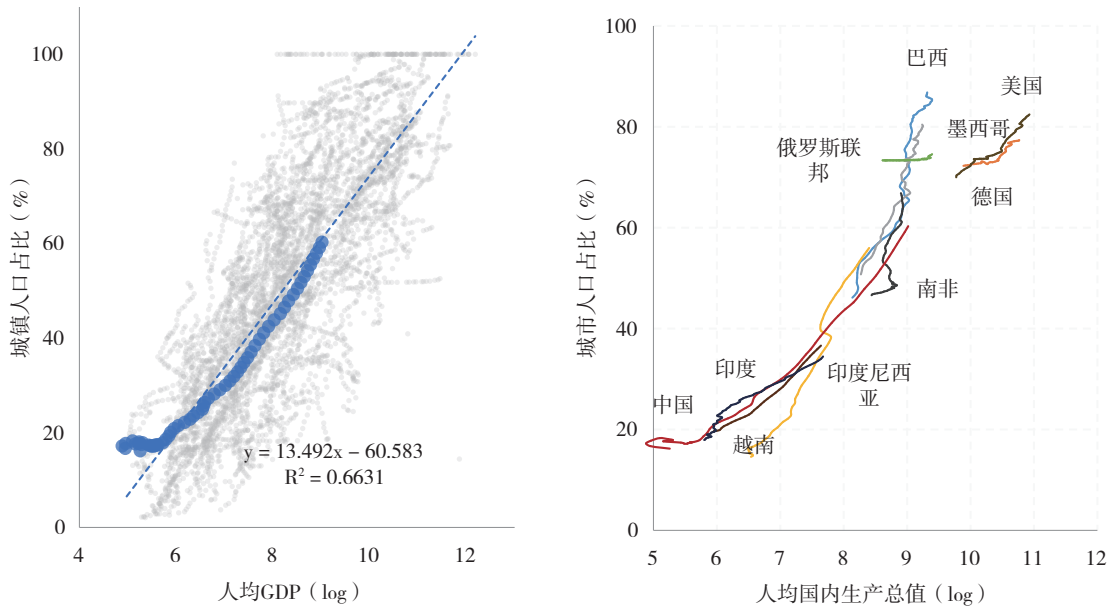 100
80
60
40
20
0
城镇人口占比（%）
y = 13.492x − 60.583
R² = 0.6631
4
6
8
10
12
人均GDP（log）
100
80
60
40
20
0
城市人口占比（%）
巴西
美国
墨西哥
俄罗斯联
邦
德国
南非
印度
印度尼西
亚
中国
越南
5
6
7
8
9
10
11
12
人均国内生产总值（log）